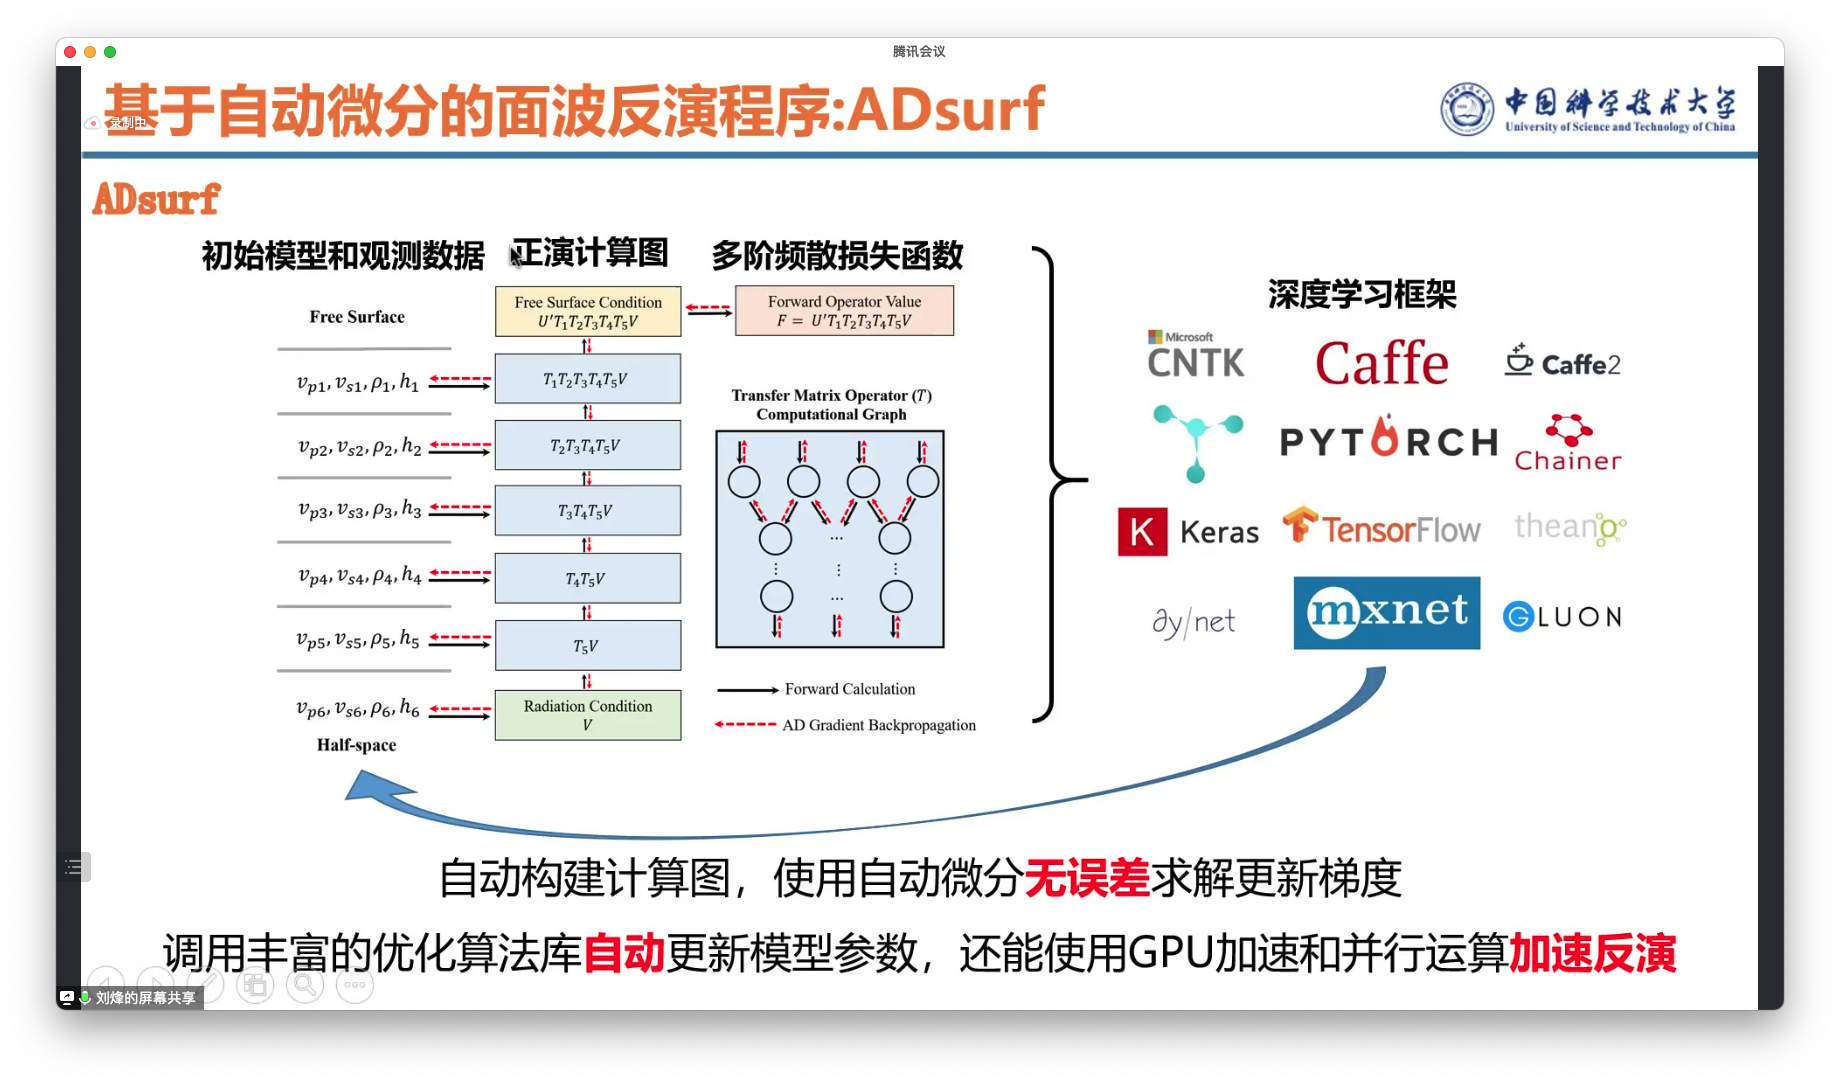 腾讯会议
基于自动微分的面波反演程序:ADsurf
录制中
中国科学技术大学
University of Science and Technology of China
ADsurf
初始模型和观测数据
正演计算图
多阶频散损失函数
Free Surface
v_{p1}, v_{s1}, ρ_1, h_1
v_{p2}, v_{s2}, ρ_2, h_2
v_{p3}, v_{s3}, ρ_3, h_3
v_{p4}, v_{s4}, ρ_4, h_4
v_{p5}, v_{s5}, ρ_5, h_5
v_{p6}, v_{s6}, ρ_6, h_6
Half-space
Free Surface Condition
U′T_1T_2T_3T_4T_5V
T_1T_2T_3T_4T_5V
T_2T_3T_4T_5V
T_3T_4T_5V
T_4T_5V
T_5V
Radiation Condition
V
Forward Operator Value
F = U′T_1T_2T_3T_4T_5V
Transfer Matrix Operator (T)
Computational Graph
...
...
Forward Calculation
AD Gradient Backpropagation
深度学习框架
Microsoft
CNTK
Caffe
Caffe2
PYTORCH
Chainer
K Keras
TensorFlow
theano
∂y/net
mxnet
GLUON
自动构建计算图，使用自动微分无误差求解更新梯度
调用丰富的优化算法库自动更新模型参数，还能使用GPU加速和并行运算加速反演
刘烽的屏幕共享